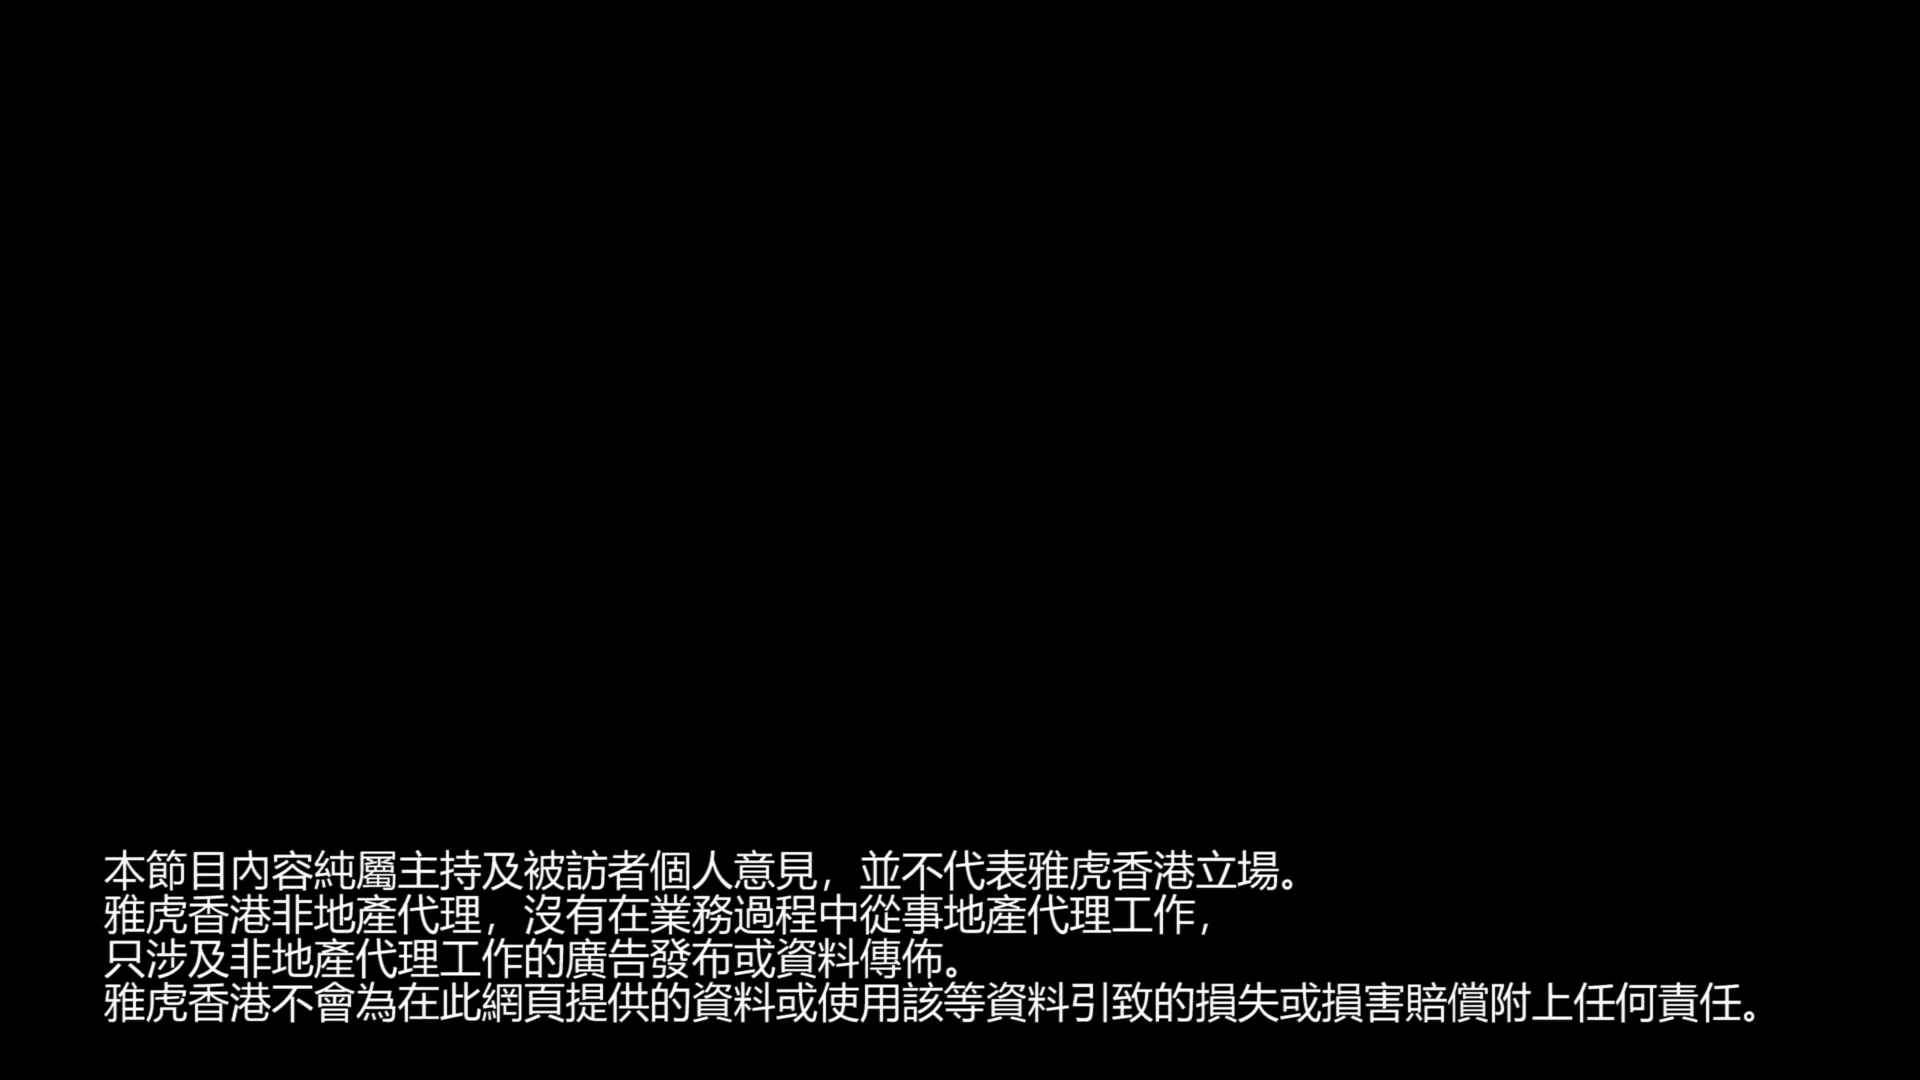 本節目內容純屬主持及被訪者個人意見，並不代表雅虎香港立場。
雅虎香港非地產代理，沒有在業務過程中從事地產代理工作，
只涉及非地產代理工作的廣告發布或資料傳佈。
雅虎香港不會為在此網頁提供的資料或使用該等資料引致的損失或損害賠償附上任何責任。